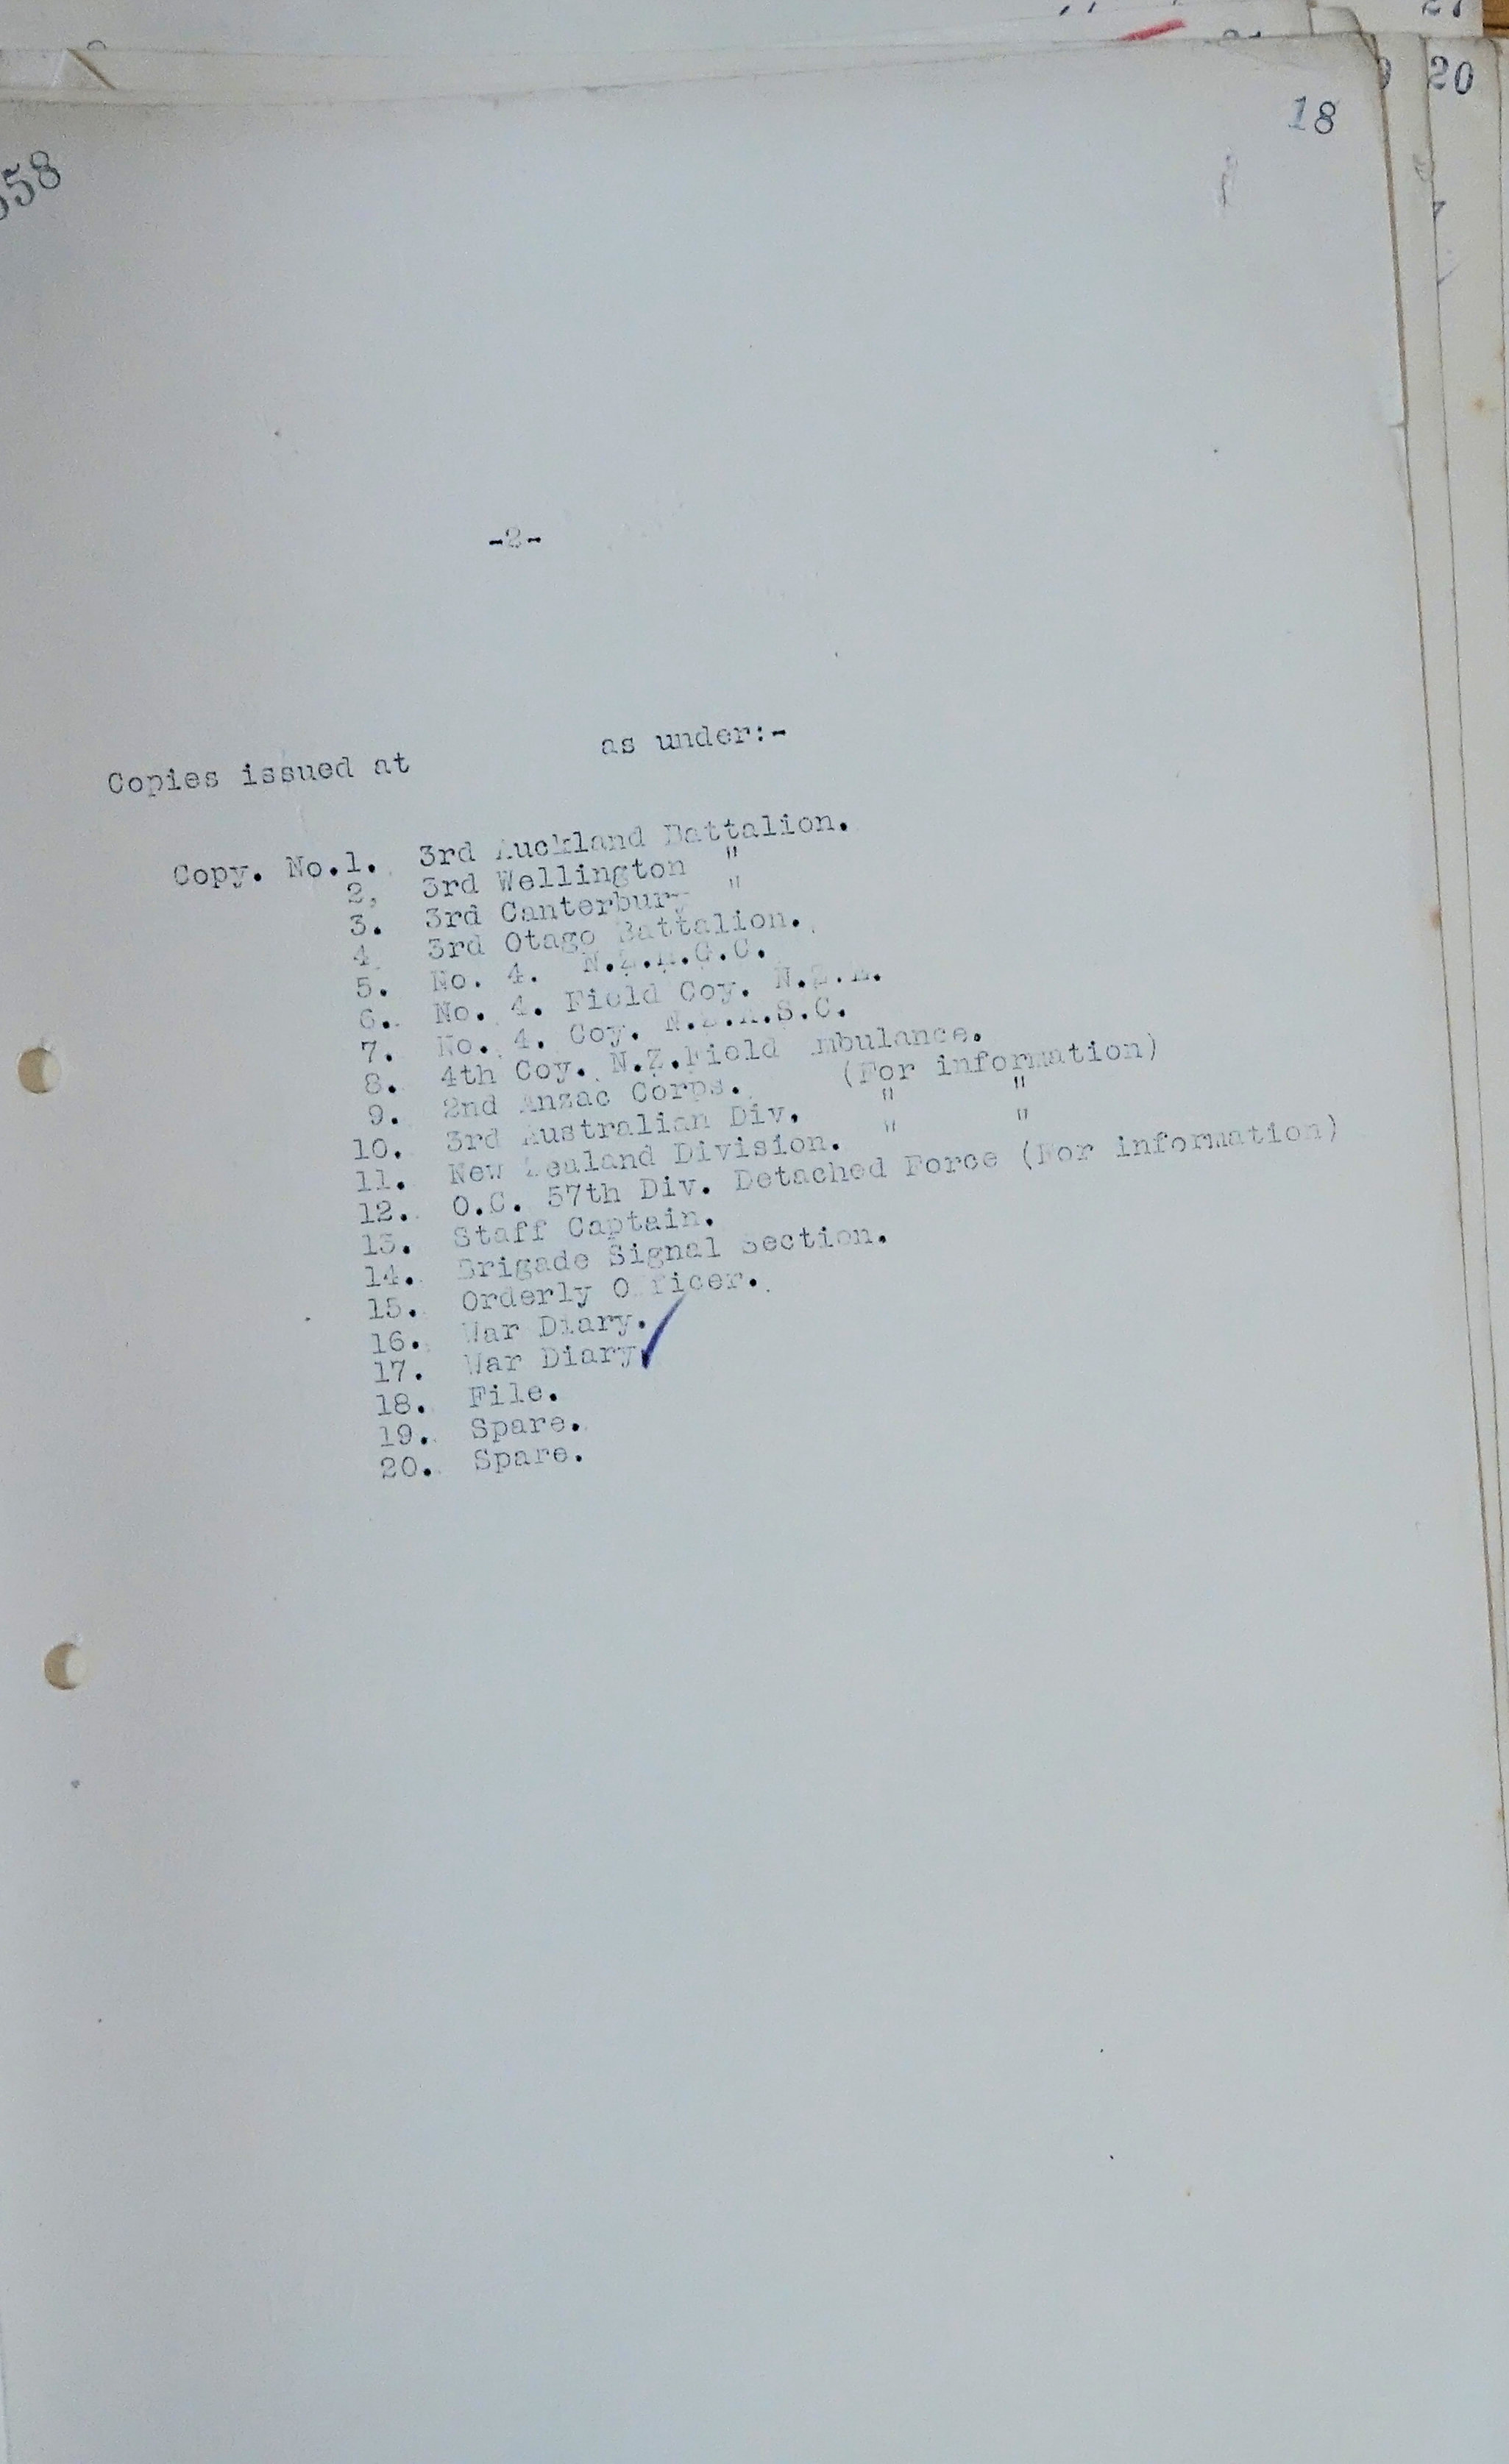 20
18
58
-2-
Copies issued at as under:-
Copy. No.1. 3rd Auckland Battalion.
2, 3rd Wellington "
3. 3rd Canterbury "
4. 3rd Otago Battalion.
5. No. 4. N.Z.M.G.C.
6. No. 4. Field Coy. N.Z.E.
7. No. 4. Coy. N.Z.A.S.C.
8. 4th Coy. N.Z.Field Ambulance.
9. 2nd Anzac Corps. (For information)
10. 3rd Australian Div. " "
11. New Zealand Division. " "
12. O.C. 57th Div. Detached Force (For information)
13. Staff Captain.
14. Brigade Signal Section.
15. Orderly Officer.
16. War Diary.
17. War Diary
18. File.
19. Spare.
20. Spare.